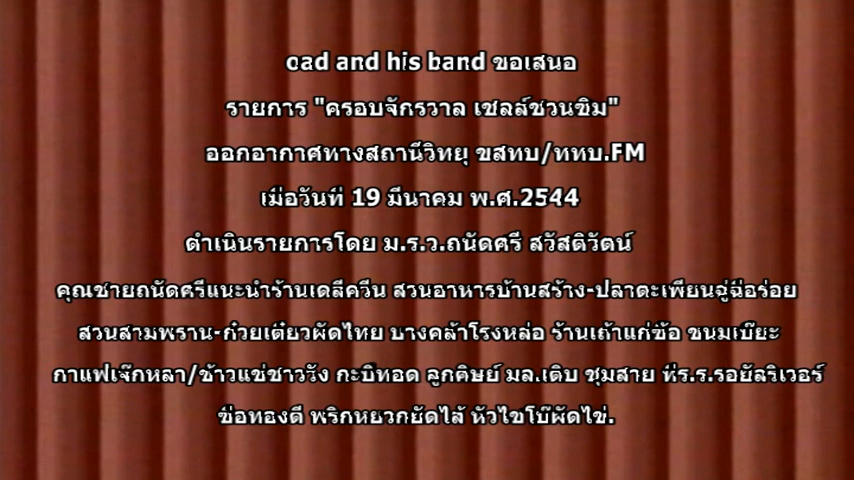 oad and his band ขอเสนอ
รายการ "ครอบจักรวาล เชลล์ชวนชิม"
ออกอากาศทางสถานีวิทยุ ขสทบ/ททบ.FM
เมื่อวันที่ 19 มีนาคม พ.ศ.2544
ดำเนินรายการโดย ม.ร.ว.ถนัดศรี สวัสดิวัตน์
คุณชายถนัดศรีแนะนำร้านเดลีควีน สวนอาหารบ้านสร้าง-ปลาตะเพียนฉู่ฉี่อร่อย
สวนสามพราน-ก๋วยเตี๋ยวผัดไทย บางคล้าโรงหล่อ ร้านเถ้าแก่ฮ้อ ขนมเปี๊ยะ
กาแฟเจ๊กหลา/ข้าวแช่ชาววัง กะปิทอด ลูกศิษย์ มล.เติบ ชุมสาย ที่ร.ร.รอยัลริเวอร์
ชื่อทองดี พริกหยวกยัดไส้ หัวไชโป๊ผัดไข่.